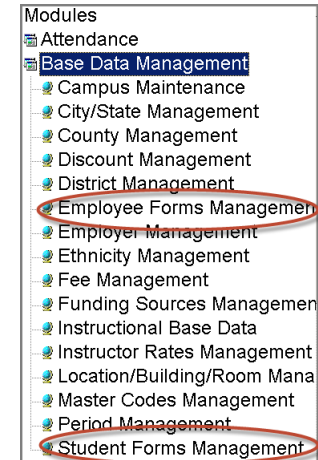 Modules
Attendance
Base Data Management
Campus Maintenance
City/State Management
County Management
Discount Management
District Management
Employee Forms Managemen
Employer Management
Ethnicity Management
Fee Management
Funding Sources Managemen
Instructional Base Data
Instructor Rates Management
Location/Building/Room Mana
Master Codes Management
Period Management
Student Forms Management